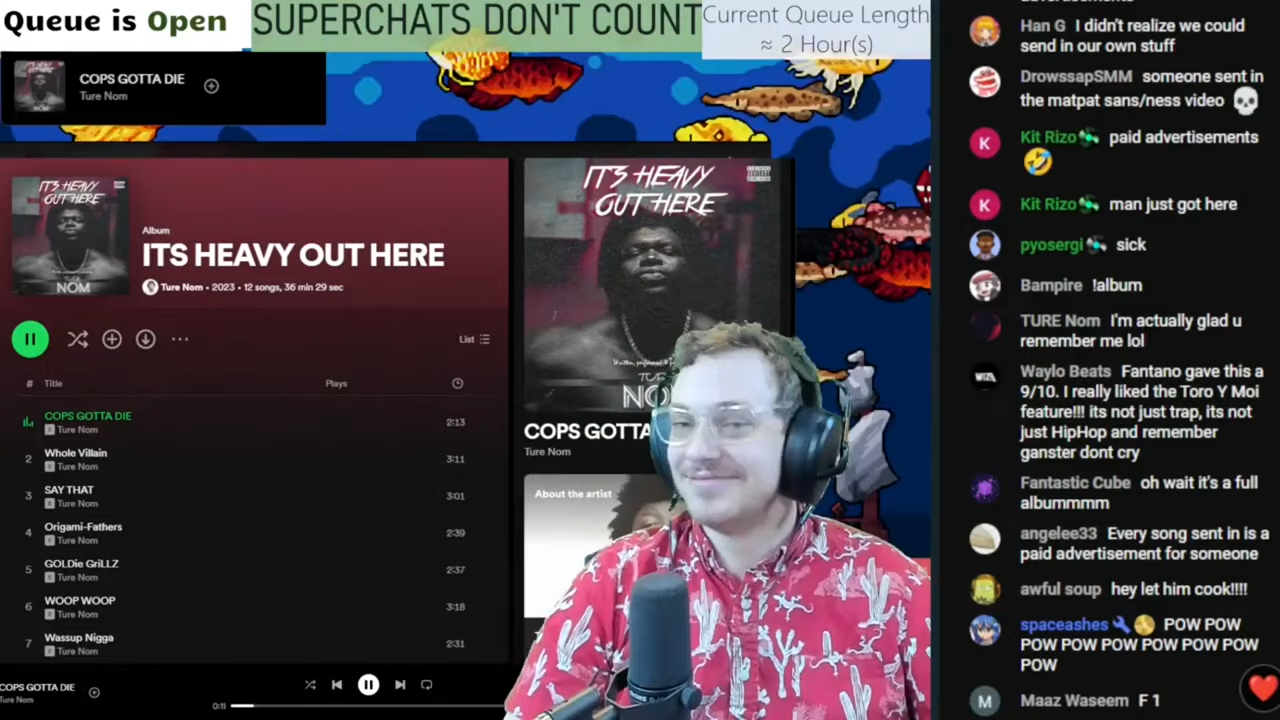 Queue is Open
SUPERCHATS DON'T COUNT
Current Queue Length
≈ 2 Hour(s)
COPS GOTTA DIE
Ture Nom
IT'S HEAVY
OUT HERE
NOM
Album
ITS HEAVY OUT HERE
Ture Nom • 2023 • 12 songs, 36 min 29 sec
List
# Title Plays
COPS GOTTA DIE 2:13
E Ture Nom
2 Whole Villain 3:11
E Ture Nom
3 SAY THAT 3:01
E Ture Nom
4 Origami-Fathers 2:39
E Ture Nom
5 GOLDie GriLLZ 2:37
E Ture Nom
6 WOOP WOOP 3:18
E Ture Nom
7 Wassup Nigga 2:31
E Ture Nom
COPS GOTTA DIE
Ture Nom
0:11
IT'S HEAVY
OUT HERE
COPS GOTTA
Ture Nom
About the artist
Han G I didn't realize we could
send in our own stuff
DrowssapSMM someone sent in
the matpat sans/ness video 💀
Kit Rizo paid advertisements
🤣
Kit Rizo man just got here
pyosergi sick
Bampire !album
TURE Nom I'm actually glad u
remember me lol
Waylo Beats Fantano gave this a
9/10. I really liked the Toro Y Moi
feature!!! its not just trap, its not
just HipHop and remember
ganster dont cry
Fantastic Cube oh wait it's a full
albummmm
angelee33 Every song sent in is a
paid advertisement for someone
awful soup hey let him cook!!!!
spaceashes POW POW
POW POW POW POW POW POW
POW
M Maaz Waseem F 1